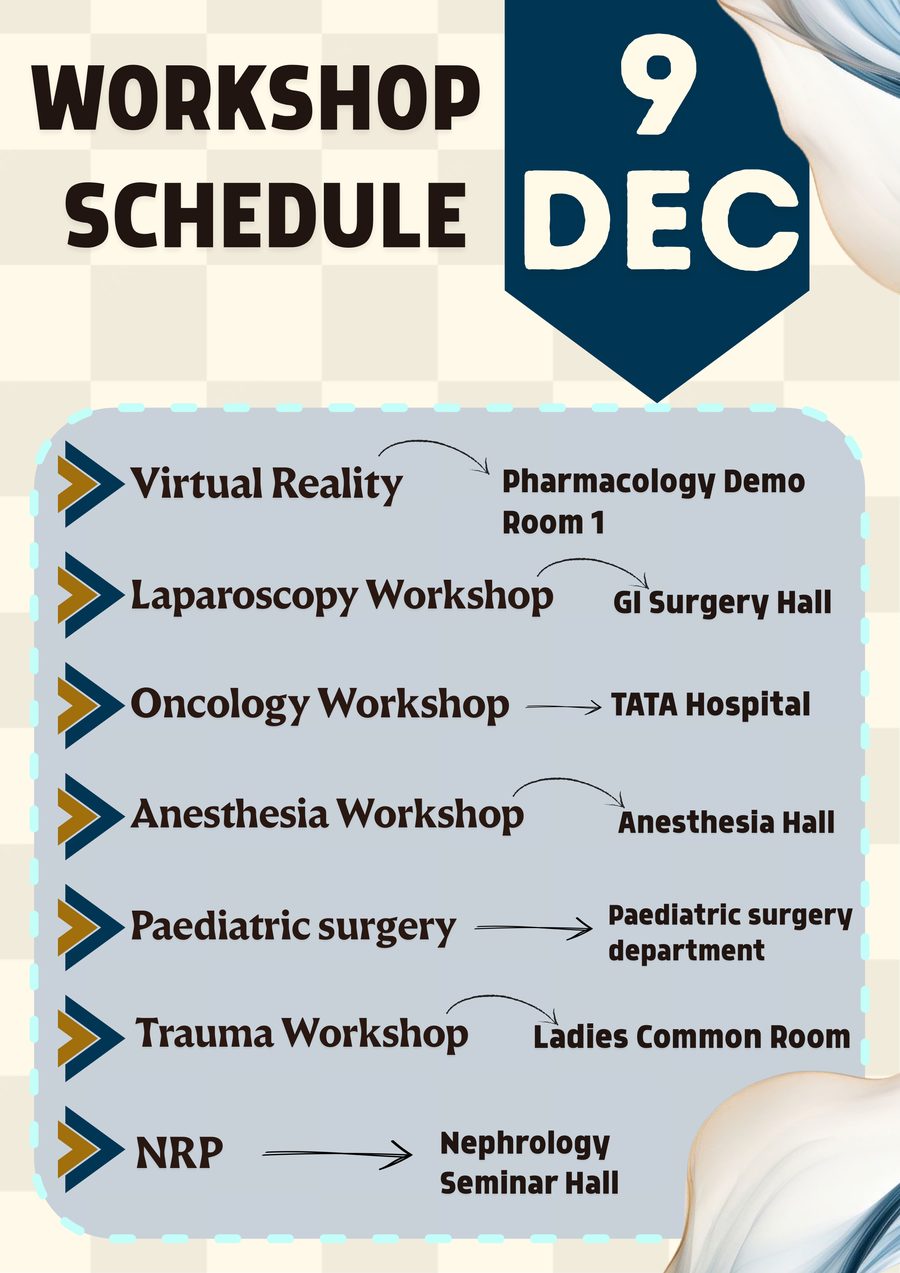 WORKSHOP
SCHEDULE
9
DEC
Virtual Reality
Pharmacology Demo
Room 1
Laparoscopy Workshop
GI Surgery Hall
Oncology Workshop
TATA Hospital
Anesthesia Workshop
Anesthesia Hall
Paediatric surgery
Paediatric surgery
department
Trauma Workshop
Ladies Common Room
NRP
Nephrology
Seminar Hall